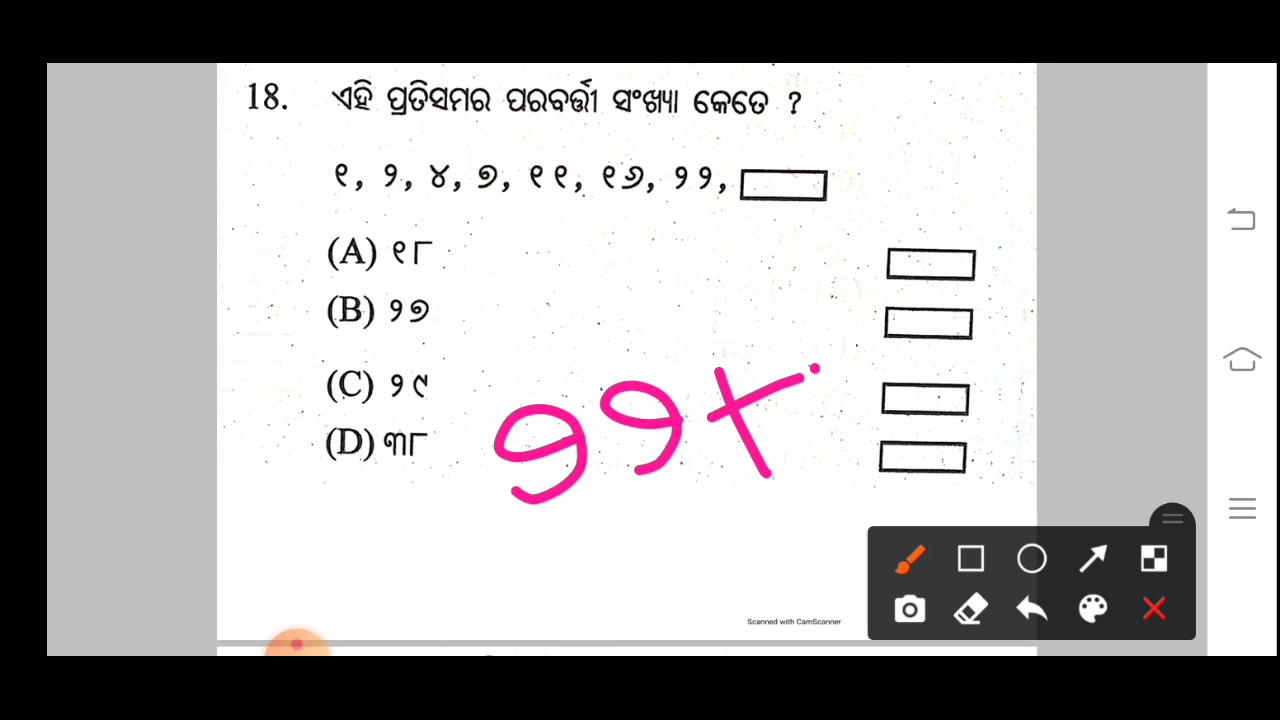 18. ଏହି ପ୍ରତିସମର ପରବର୍ତ୍ତୀ ସଂଖ୍ୟା କେତେ ?
୧, ୨, ୪, ୭, ୧୧, ୧୬, ୨୨,
(A) ୧୮
(B) ୨୭
(C) ୨୯
(D) ୩୮
୨୨+
Scanned with CamScanner